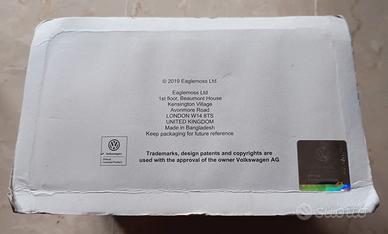 © 2019 Eaglemoss Ltd.
Eaglemoss Ltd
1st floor, Beaumont House
Kensington Village
Avonmore Road
LONDON W14 8TS
UNITED KINGDOM
Made in Bangladesh
Keep packaging for future reference
Volkswagen
Trademarks, design patents and copyrights are
used with the approval of the owner Volkswagen AG
subito